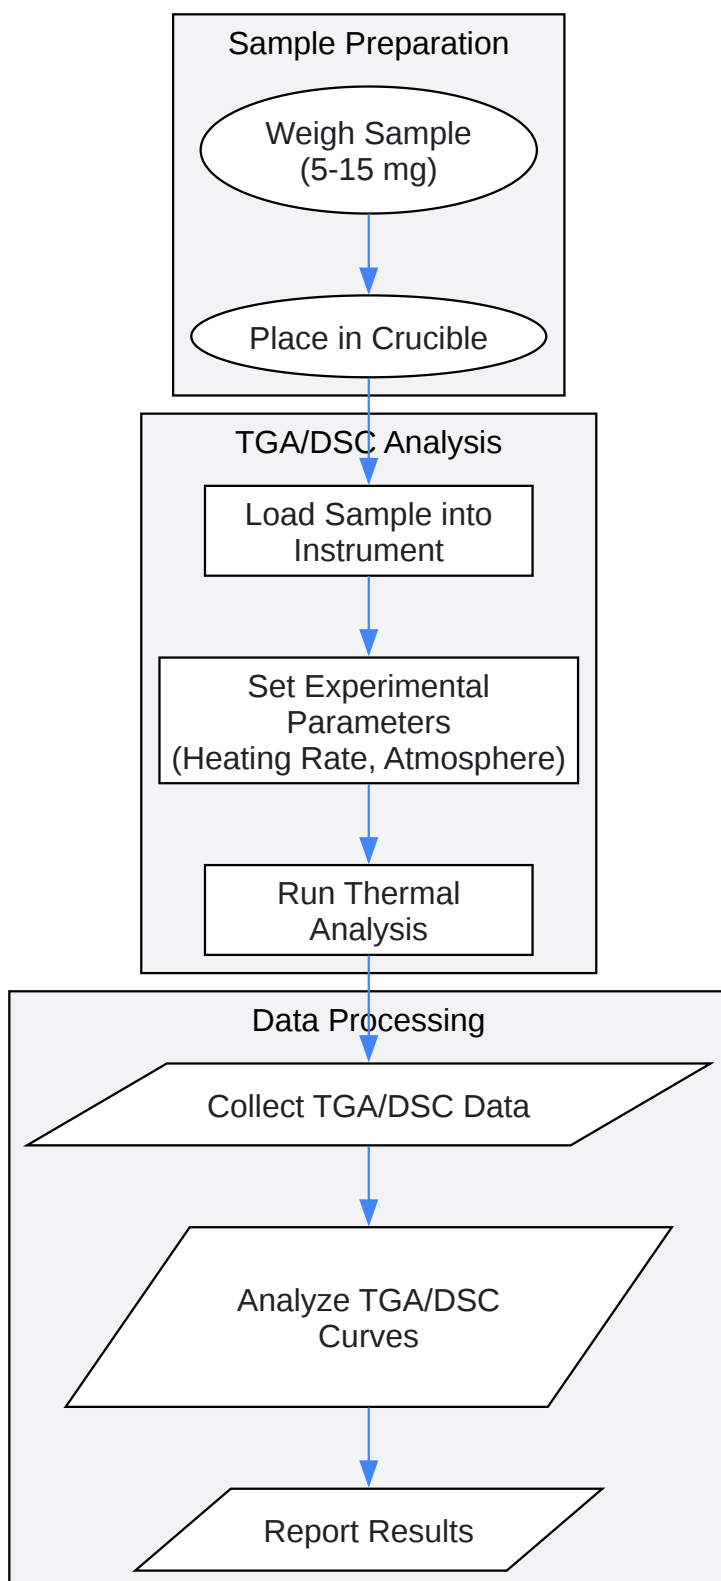 Sample Preparation
Weigh Sample
(5-15 mg)
Place in Crucible
TGA/DSC Analysis
Load Sample into
Instrument
Set Experimental
Parameters
(Heating Rate, Atmosphere)
Run Thermal
Analysis
Data Processing
Collect TGA/DSC Data
Analyze TGA/DSC
Curves
Report Results